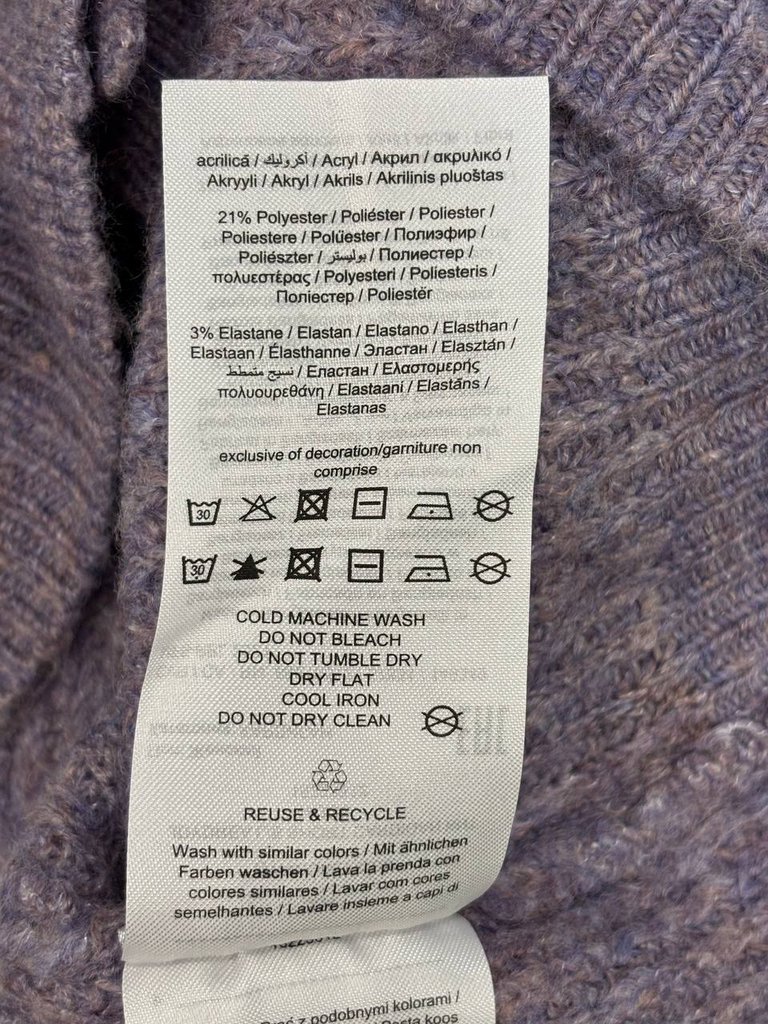 acrilică / أكروليك / Acryl / Акрил / ακρυλικό /
Akryyli / Akryl / Akrils / Akrilinis pluoštas
21% Polyester / Poliéster / Poliester /
Poliestere / Polüester / Полиэфир /
Poliészter / بوليستر / Полиестер /
πολυεστέρας / Polyesteri / Poliesteris /
Поліестер / Poliestër
3% Elastane / Elastan / Elastano / Elasthan /
Elastaan / Élasthanne / Эластан / Elasztán /
نسيج متمطط / Еластан / Ελαστομερής
πολυουρεθάνη / Elastaani / Elastāns /
Elastanas
exclusive of decoration/garniture non
comprise
30
30
COLD MACHINE WASH
DO NOT BLEACH
DO NOT TUMBLE DRY
DRY FLAT
COOL IRON
DO NOT DRY CLEAN
REUSE & RECYCLE
Wash with similar colors / Mit ähnlichen
Farben waschen / Lava la prenda con
colores similares / Lavar com cores
semelhantes / Lavare insieme a capi di
z podobnymi kolorami /
koos